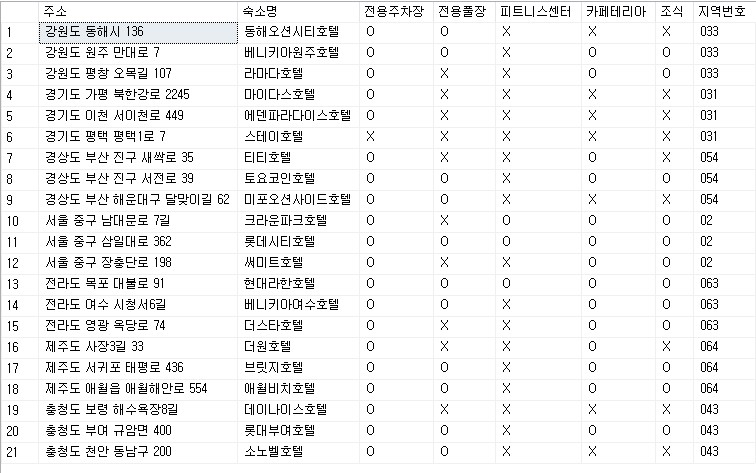 주소 숙소명 전용주차장 전용풀장 피트니스센터 카페테리아 조식 지역번호
1 강원도 동해시 136 동해오션시티호텔 O O X X X 033
2 강원도 원주 만대로 7 베니키아원주호텔 O O X O O 033
3 강원도 평창 오목길 107 라마다호텔 O X X O O 033
4 경기도 가평 북한강로 2245 마이다스호텔 O X X X X 031
5 경기도 이천 서이천로 449 에덴파라다이스호텔 O X X X X 031
6 경기도 평택 평택1로 7 스테이호텔 X X X X X 031
7 경상도 부산 진구 새싹로 35 티티호텔 O X X O X 054
8 경상도 부산 진구 서전로 39 토요코인호텔 O O X O O 054
9 경상도 부산 해운대구 달맞이길 62 미포오션사이드호텔 O O X X X 054
10 서울 중구 남대문로 7길 크라운파크호텔 O X O O O 02
11 서울 중구 삼일대로 362 롯데시티호텔 O O O O O 02
12 서울 중구 장충단로 198 써미트호텔 O X X O X 02
13 전라도 목포 대불로 91 현대라한호텔 O O O O O 063
14 전라도 여수 시청서6길 베니키아여수호텔 O O X O O 063
15 전라도 영광 옥당로 74 더스타호텔 O X X O O 063
16 제주도 사장3길 33 더원호텔 O X X O X 064
17 제주도 서귀포 태평로 436 브릿지호텔 O O X O O 064
18 제주도 애월읍 애월해안로 554 애월비치호텔 O O X O O 064
19 충청도 보령 해수욕장8길 데이나이스호텔 O X X X X 043
20 충청도 부여 규암면 400 롯대부여호텔 O O X O O 043
21 충청도 천안 동남구 200 소노벨호텔 O O X X X 043